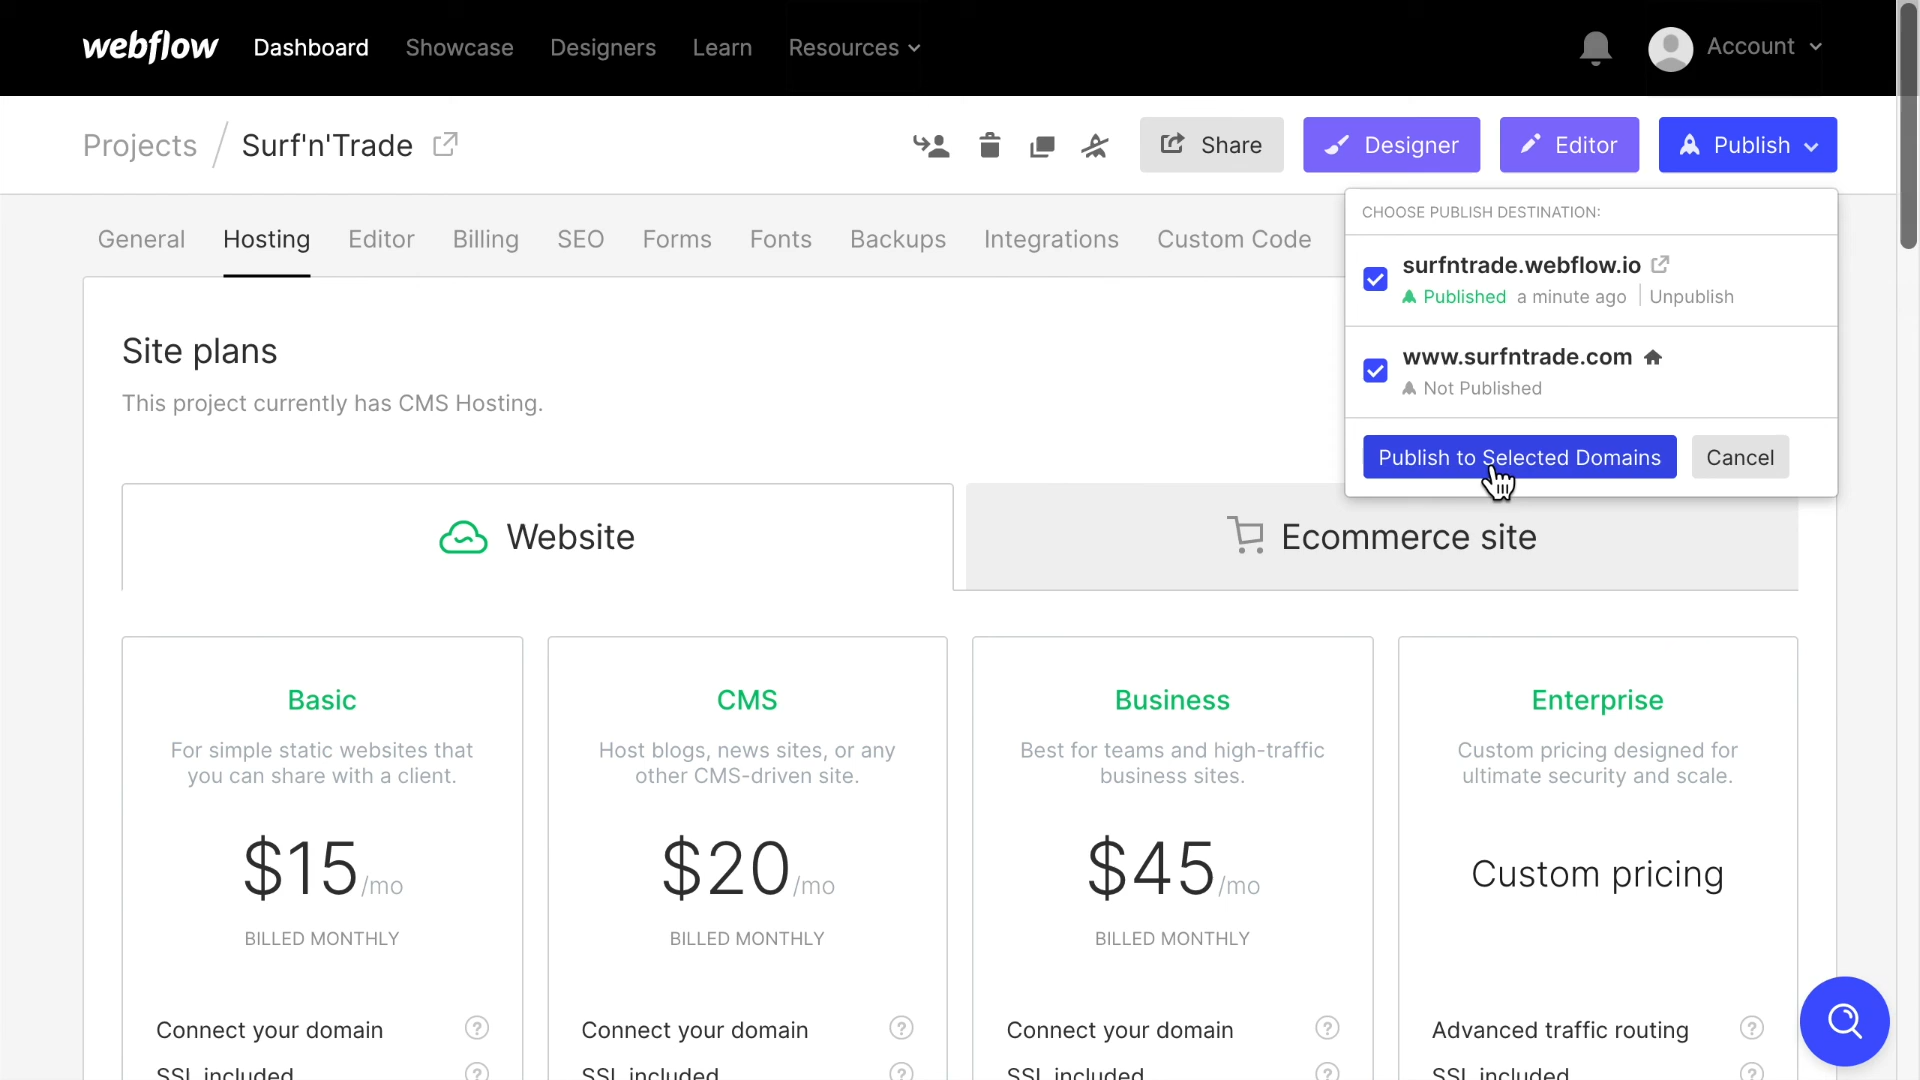 webflow Dashboard Showcase Designers Learn Resources Account
Projects / Surf'n'Trade Share Designer Editor Publish
CHOOSE PUBLISH DESTINATION:
surfntrade.webflow.io
Published a minute ago | Unpublish
www.surfntrade.com
Not Published
Publish to Selected Domains Cancel
General Hosting Editor Billing SEO Forms Fonts Backups Integrations Custom Code
Site plans
This project currently has CMS Hosting.
Website Ecommerce site
Basic
For simple static websites that
you can share with a client.
$15/mo
BILLED MONTHLY
Connect your domain ?
SSL included ?
CMS
Host blogs, news sites, or any
other CMS-driven site.
$20/mo
BILLED MONTHLY
Connect your domain ?
SSL included ?
Business
Best for teams and high-traffic
business sites.
$45/mo
BILLED MONTHLY
Connect your domain ?
SSL included ?
Enterprise
Custom pricing designed for
ultimate security and scale.
Custom pricing
Advanced traffic routing ?
SSL included ?